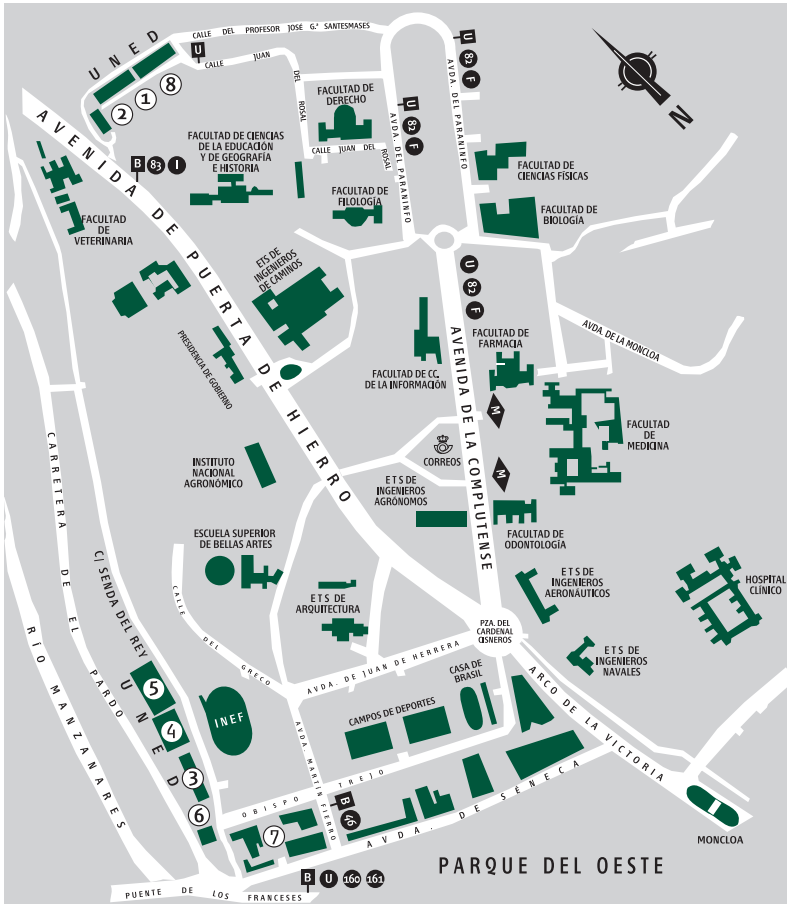 CALLE DEL PROFESOR JOSÉ G.ª SANTESMASES
UNED
U
CALLE JUAN DEL ROSAL
U
82
F
AVDA. DEL PARANINFO
U
82
F
AVDA. DEL PARANINFO
N
2
1
8
FACULTAD DE
DERECHO
CALLE JUAN DEL ROSAL
FACULTAD DE CIENCIAS
DE LA EDUCACIÓN
Y DE GEOGRAFÍA
E HISTORIA
B
83
I
FACULTAD DE
CIENCIAS FÍSICAS
FACULTAD DE
FILOLOGÍA
FACULTAD DE
BIOLOGÍA
FACULTAD
DE
VETERINARIA
AVENIDA DE PUERTA DE HIERRO
ETS DE
INGENIEROS
DE CAMINOS
U
82
F
AVENIDA DE LA COMPLUTENSE
AVDA. DE LA MONCLOA
FACULTAD DE
FARMACIA
PRESIDENCIA DE GOBIERNO
FACULTAD DE CC.
DE LA INFORMACIÓN
M
FACULTAD
DE
MEDICINA
CORREOS
M
INSTITUTO
NACIONAL
AGRONÓMICO
ETS DE
INGENIEROS
AGRÓNOMOS
FACULTAD DE
ODONTOLOGÍA
ESCUELA SUPERIOR
DE BELLAS ARTES
CARRETERA DE EL PARDO
C/ SENDA DEL REY
CALLE DEL GRECO
ETS DE
ARQUITECTURA
ETS DE
INGENIEROS
AERONÁUTICOS
HOSPITAL
CLÍNICO
PZA. DEL
CARDENAL
CISNEROS
ETS DE
INGENIEROS
NAVALES
RÍO MANZANARES
AVDA. DE JUAN DE HERRERA
CASA DE
BRASIL
ARCO DE LA VICTORIA
UNED
5
4
3
6
INEF
CAMPOS DE DEPORTES
AVDA. MARTÍN FIERRO
OBISPO TREJO
B
46
7
AVDA. DE SÉNECA
MONCLOA
PARQUE DEL OESTE
B
U
160
161
PUENTE DE LOS FRANCESES